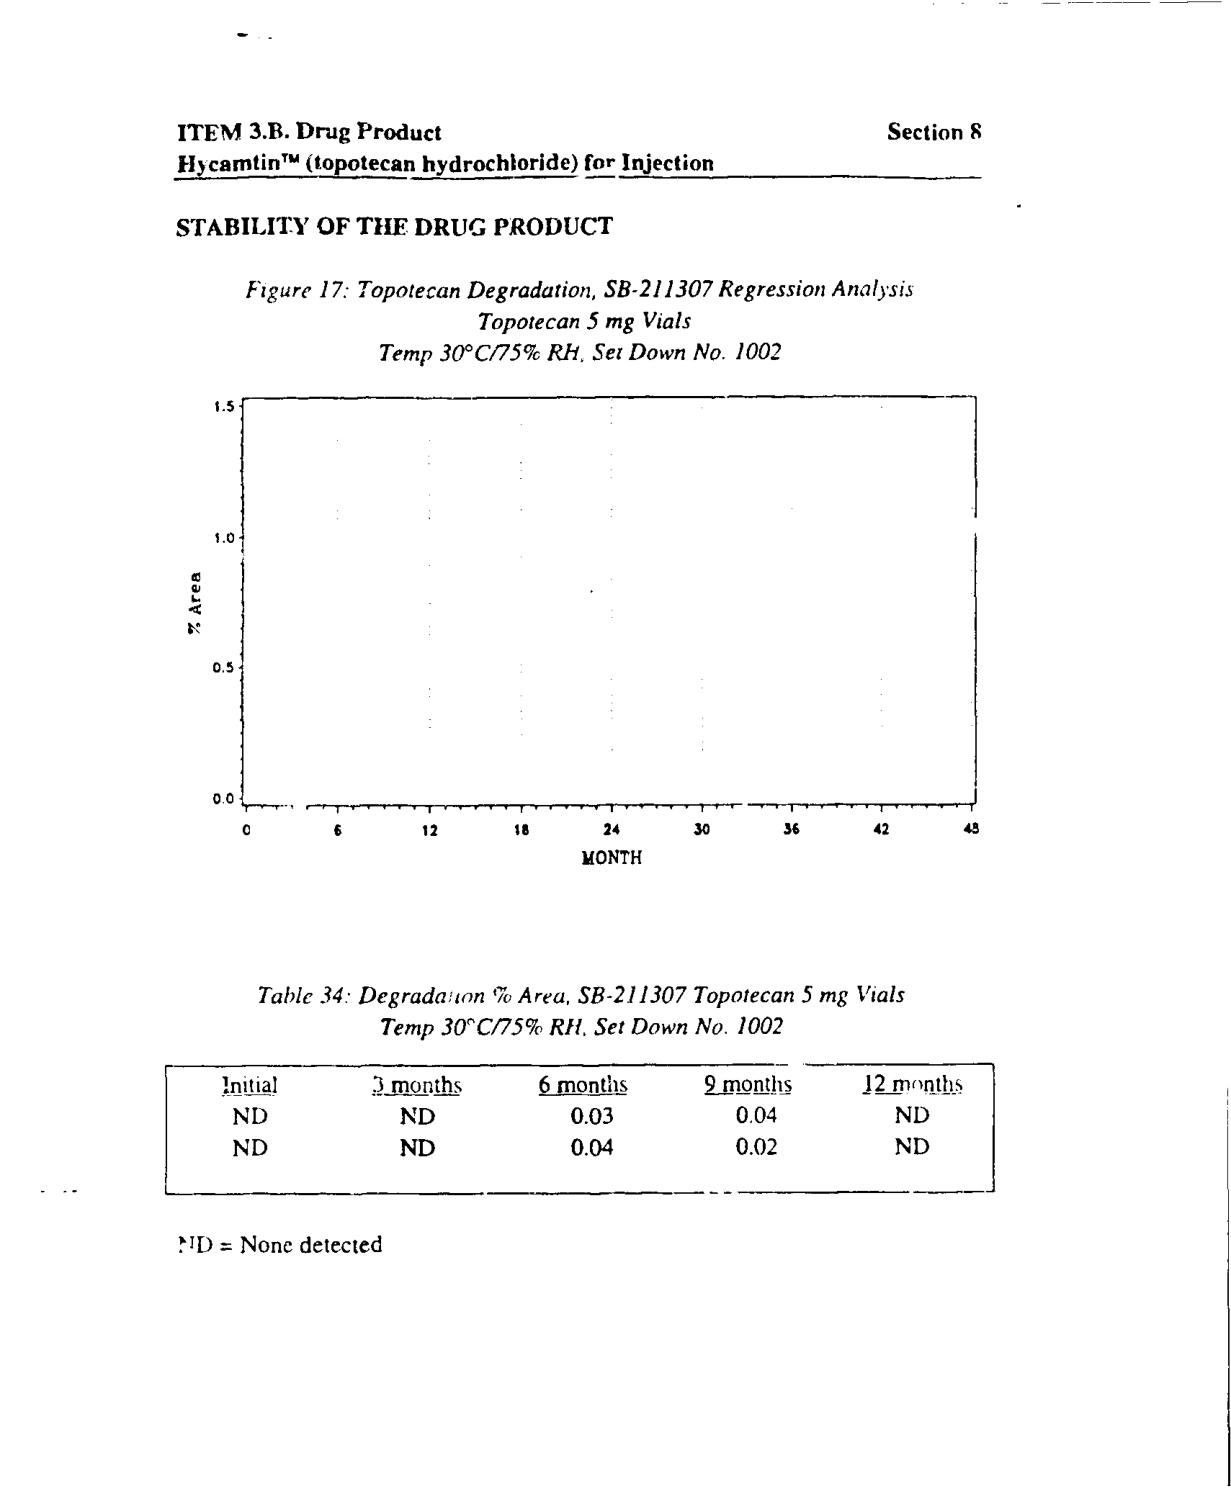 ITEM 3.B. Drug Product Section 8
Hycamtin™ (topotecan hydrochloride) for Injection
STABILITY OF THE DRUG PRODUCT
Figure 17: Topotecan Degradation, SB-211307 Regression Analysis
Topotecan 5 mg Vials
Temp 30°C/75% RH, Set Down No. 1002
1.5
1.0
0.5
0.0
% Area
0 6 12 18 24 30 36 42 48
MONTH
Table 34: Degradation % Area, SB-211307 Topotecan 5 mg Vials
Temp 30°C/75% RH, Set Down No. 1002
Initial 3 months 6 months 9 months 12 months
ND ND 0.03 0.04 ND
ND ND 0.04 0.02 ND
ND = None detected